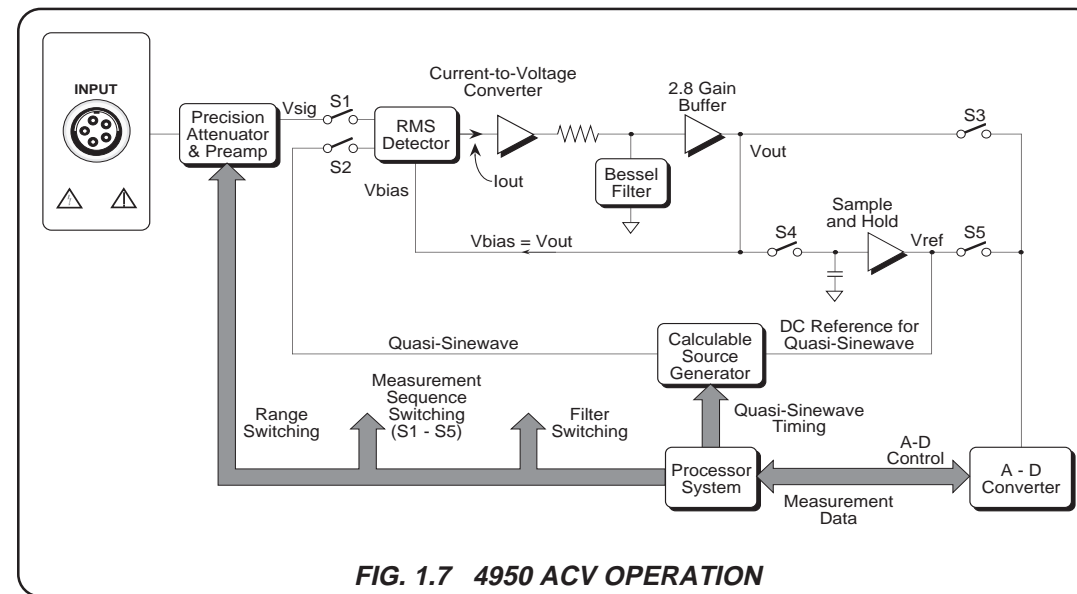 INPUT
Precision
Attenuator
& Preamp
Vsig
S1
S2
RMS
Detector
Vbias
Current-to-Voltage
Converter
Iout
Bessel
Filter
2.8 Gain
Buffer
Vout
S3
Vbias = Vout
S4
Sample
and Hold
Vref
S5
Quasi-Sinewave
Calculable
Source
Generator
DC Reference for
Quasi-Sinewave
Range
Switching
Measurement
Sequence
Switching
(S1 - S5)
Filter
Switching
Quasi-Sinewave
Timing
Processor
System
A-D
Control
Measurement
Data
A - D
Converter
FIG. 1.7 4950 ACV OPERATION